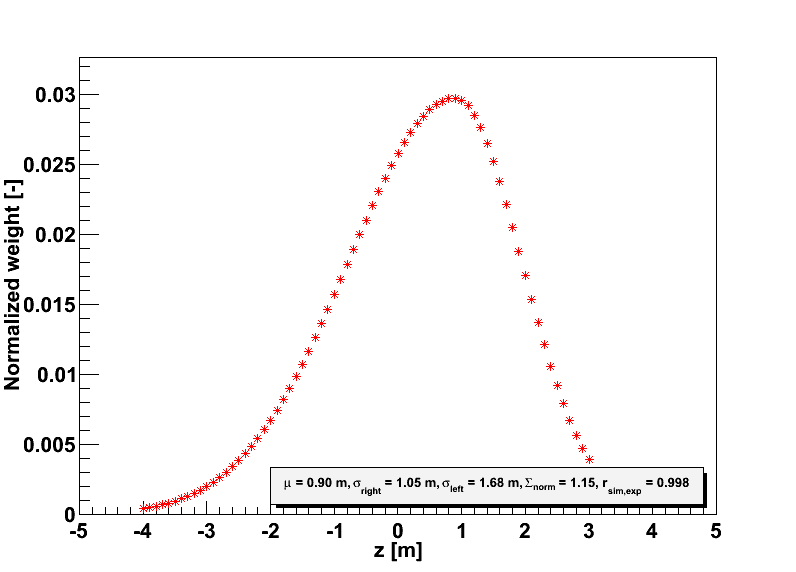 Normalized weight [-]
0.03
0.025
0.02
0.015
0.01
0.005
0
-5 -4 -3 -2 -1 0 1 2 3 4 5
z [m]
μ = 0.90 m, σright = 1.05 m, σleft = 1.68 m, Σnorm = 1.15, rsim,exp = 0.998